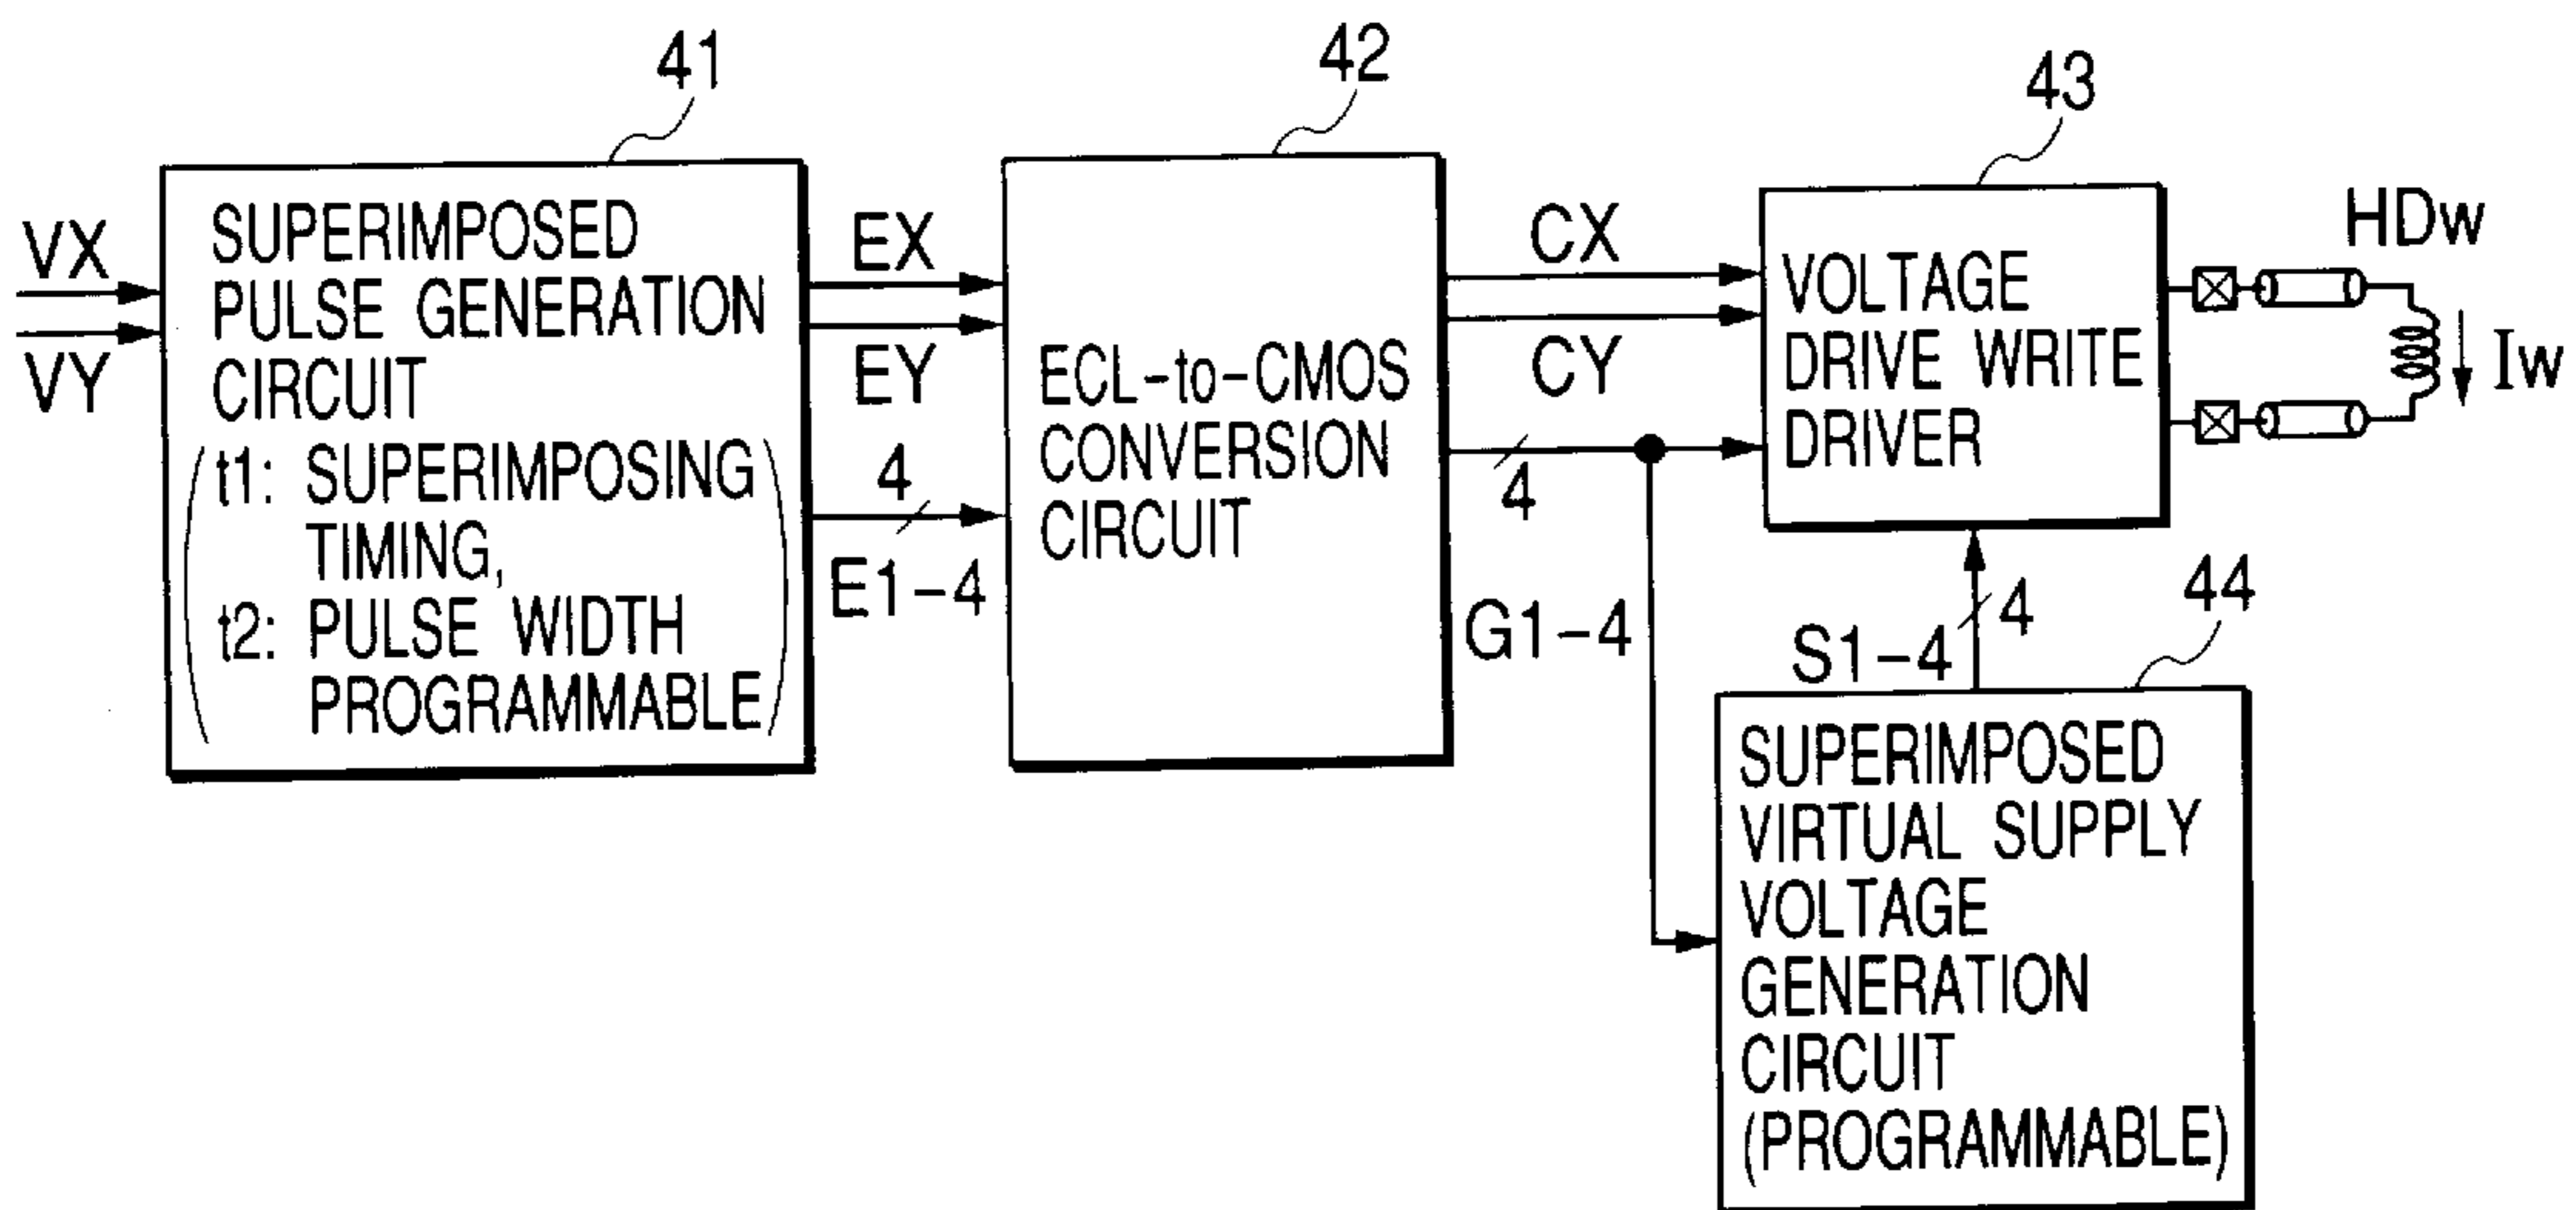 41
42
43
HDw
VX
VY
SUPERIMPOSED
PULSE GENERATION
CIRCUIT
t1: SUPERIMPOSING
TIMING,
t2: PULSE WIDTH
PROGRAMMABLE
EX
EY
4
E1-4
ECL-to-CMOS
CONVERSION
CIRCUIT
CX
CY
4
G1-4
VOLTAGE
DRIVE WRITE
DRIVER
Iw
S1-4
4
44
SUPERIMPOSED
VIRTUAL SUPPLY
VOLTAGE
GENERATION
CIRCUIT
(PROGRAMMABLE)